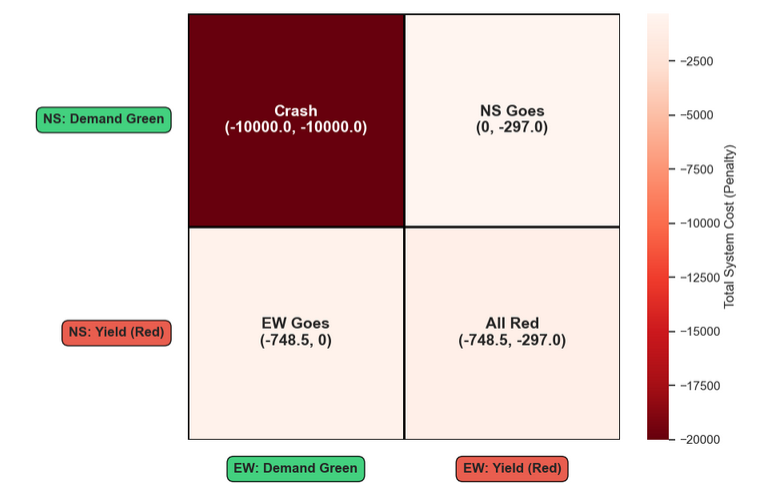 NS: Demand Green
Crash
(-10000.0, -10000.0)
NS Goes
(0, -297.0)
NS: Yield (Red)
EW Goes
(-748.5, 0)
All Red
(-748.5, -297.0)
EW: Demand Green
EW: Yield (Red)
−2500
−5000
−7500
−10000
−12500
−15000
−17500
−20000
Total System Cost (Penalty)